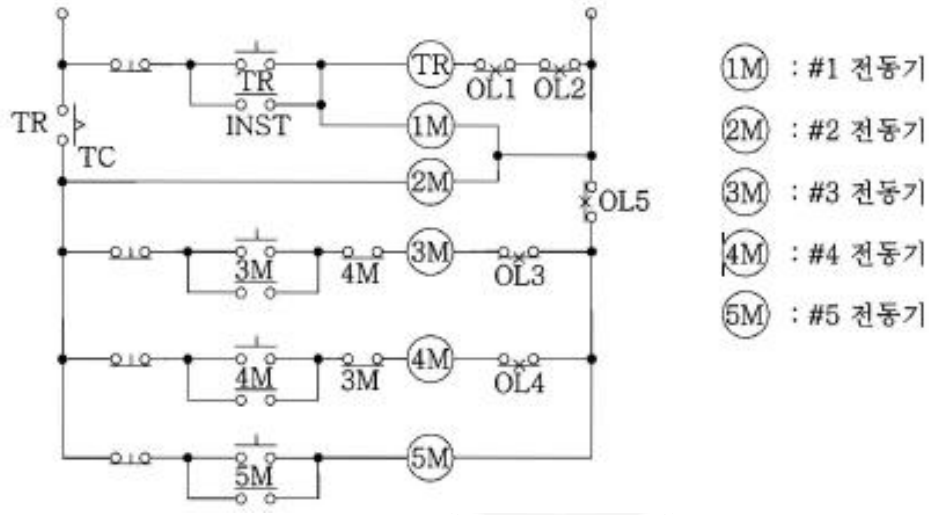 TR
OL1 OL2
TR
INST
1M
TR
TC
2M
OL5
3M
3M
4M
OL3
4M
4M
3M
OL4
5M
5M
1M : #1 전동기
2M : #2 전동기
3M : #3 전동기
4M : #4 전동기
5M : #5 전동기